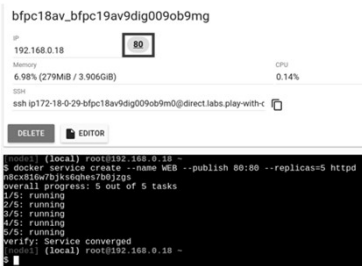 bfpc18av_bfpc19av9dig009ob9mg
IP
192.168.0.18
80
Memory
CPU
6.98% (279MiB / 3.906GiB)
0.14%
SSH
ssh ip172-18-0-29-bfpc18av9dig009ob9m0@direct.labs.play-with-c
DELETE
EDITOR
[node1] (local) root@192.168.0.18 ~
$ docker service create --name WEB --publish 80:80 --replicas=5 httpd
n8cx816w7bjks6qhes7b0jzgs
overall progress: 5 out of 5 tasks
1/5: running
2/5: running
3/5: running
4/5: running
5/5: running
verify: Service converged
[node1] (local) root@192.168.0.18 ~
$